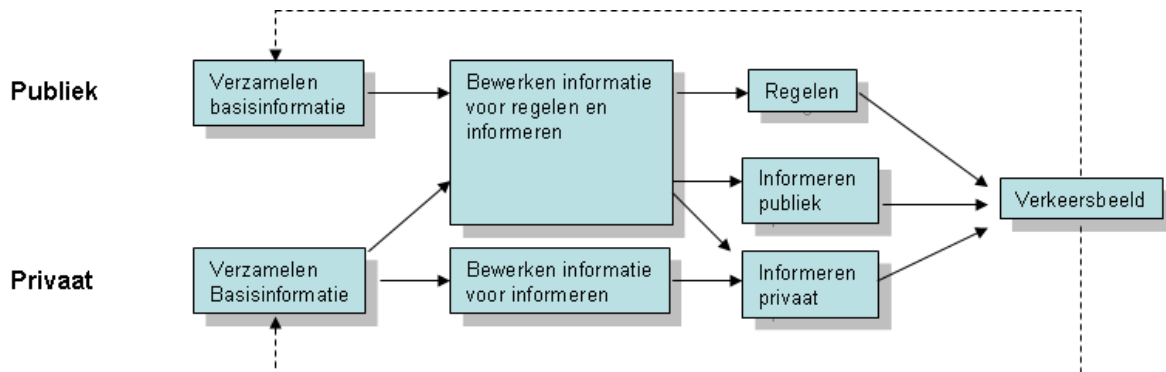 Publiek
Verzamelen
basisinformatie
Bewerken informatie
voor regelen en
informeren
Regelen
Informeren
publiek
Verkeersbeeld
Privaat
Verzamelen
Basisinformatie
Bewerken informatie
voor informeren
Informeren
privaat